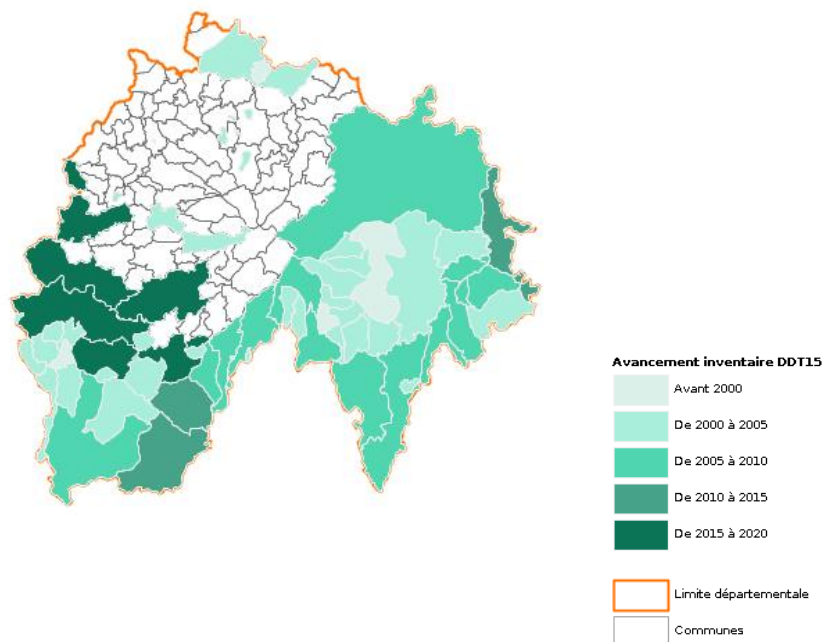 Avancement inventaire DDT15
Avant 2000
De 2000 à 2005
De 2005 à 2010
De 2010 à 2015
De 2015 à 2020
Limite départementale
Communes